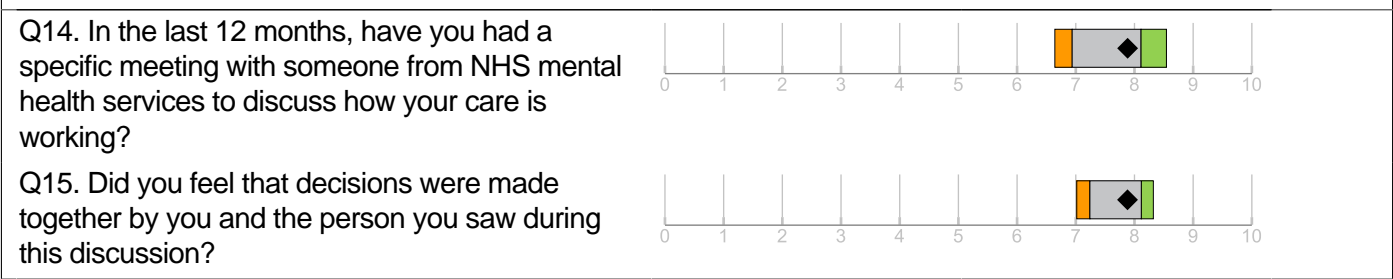 Q14. In the last 12 months, have you had a
specific meeting with someone from NHS mental
health services to discuss how your care is
working?
0 1 2 3 4 5 6 7 8 9 10
Q15. Did you feel that decisions were made
together by you and the person you saw during
this discussion?
0 1 2 3 4 5 6 7 8 9 10